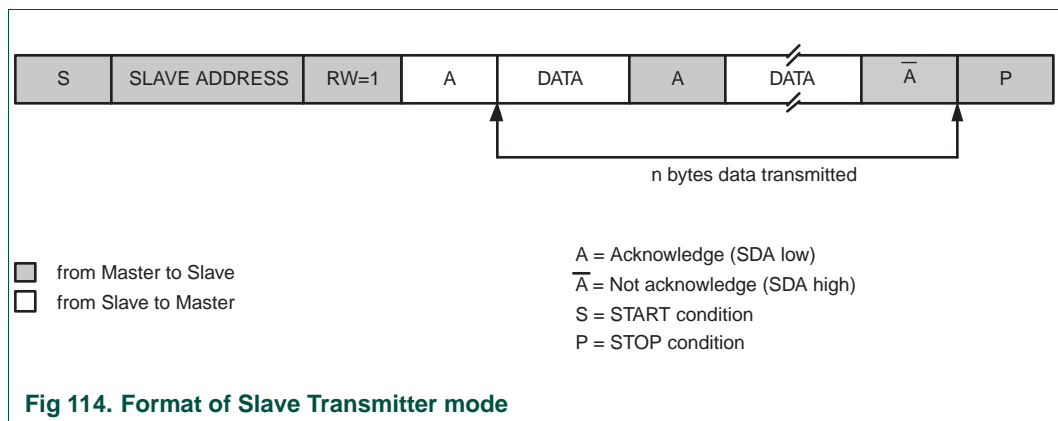 S SLAVE ADDRESS RW=1 A DATA A DATA A̅ P
n bytes data transmitted
from Master to Slave
from Slave to Master
A = Acknowledge (SDA low)
A̅ = Not acknowledge (SDA high)
S = START condition
P = STOP condition
Fig 114. Format of Slave Transmitter mode